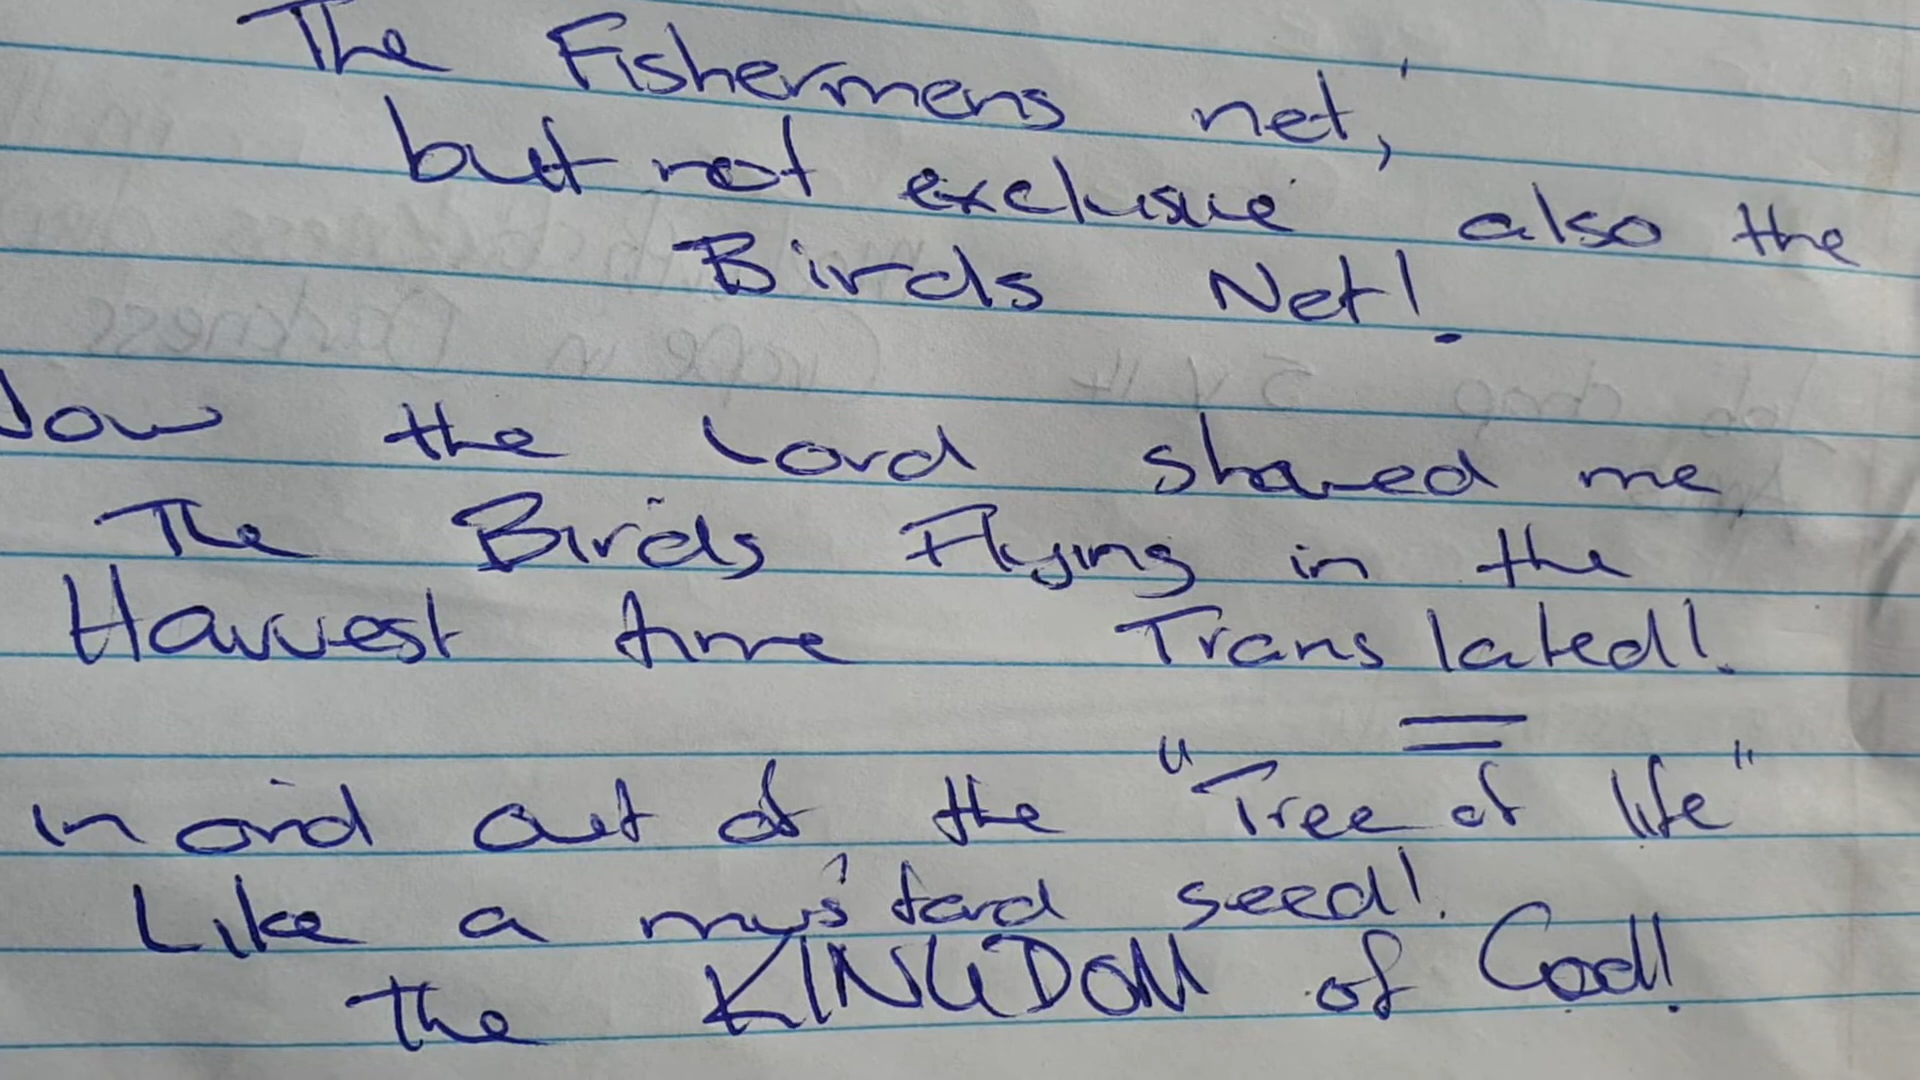 The Fishermens net,
but not exclusive also the
Birds Net!
Now the Lord shared me
The Birds Flying in the
Harvest time Translated!
in and out of the "Tree of life"
Like a mustard seed!
the KINGDOM of God!